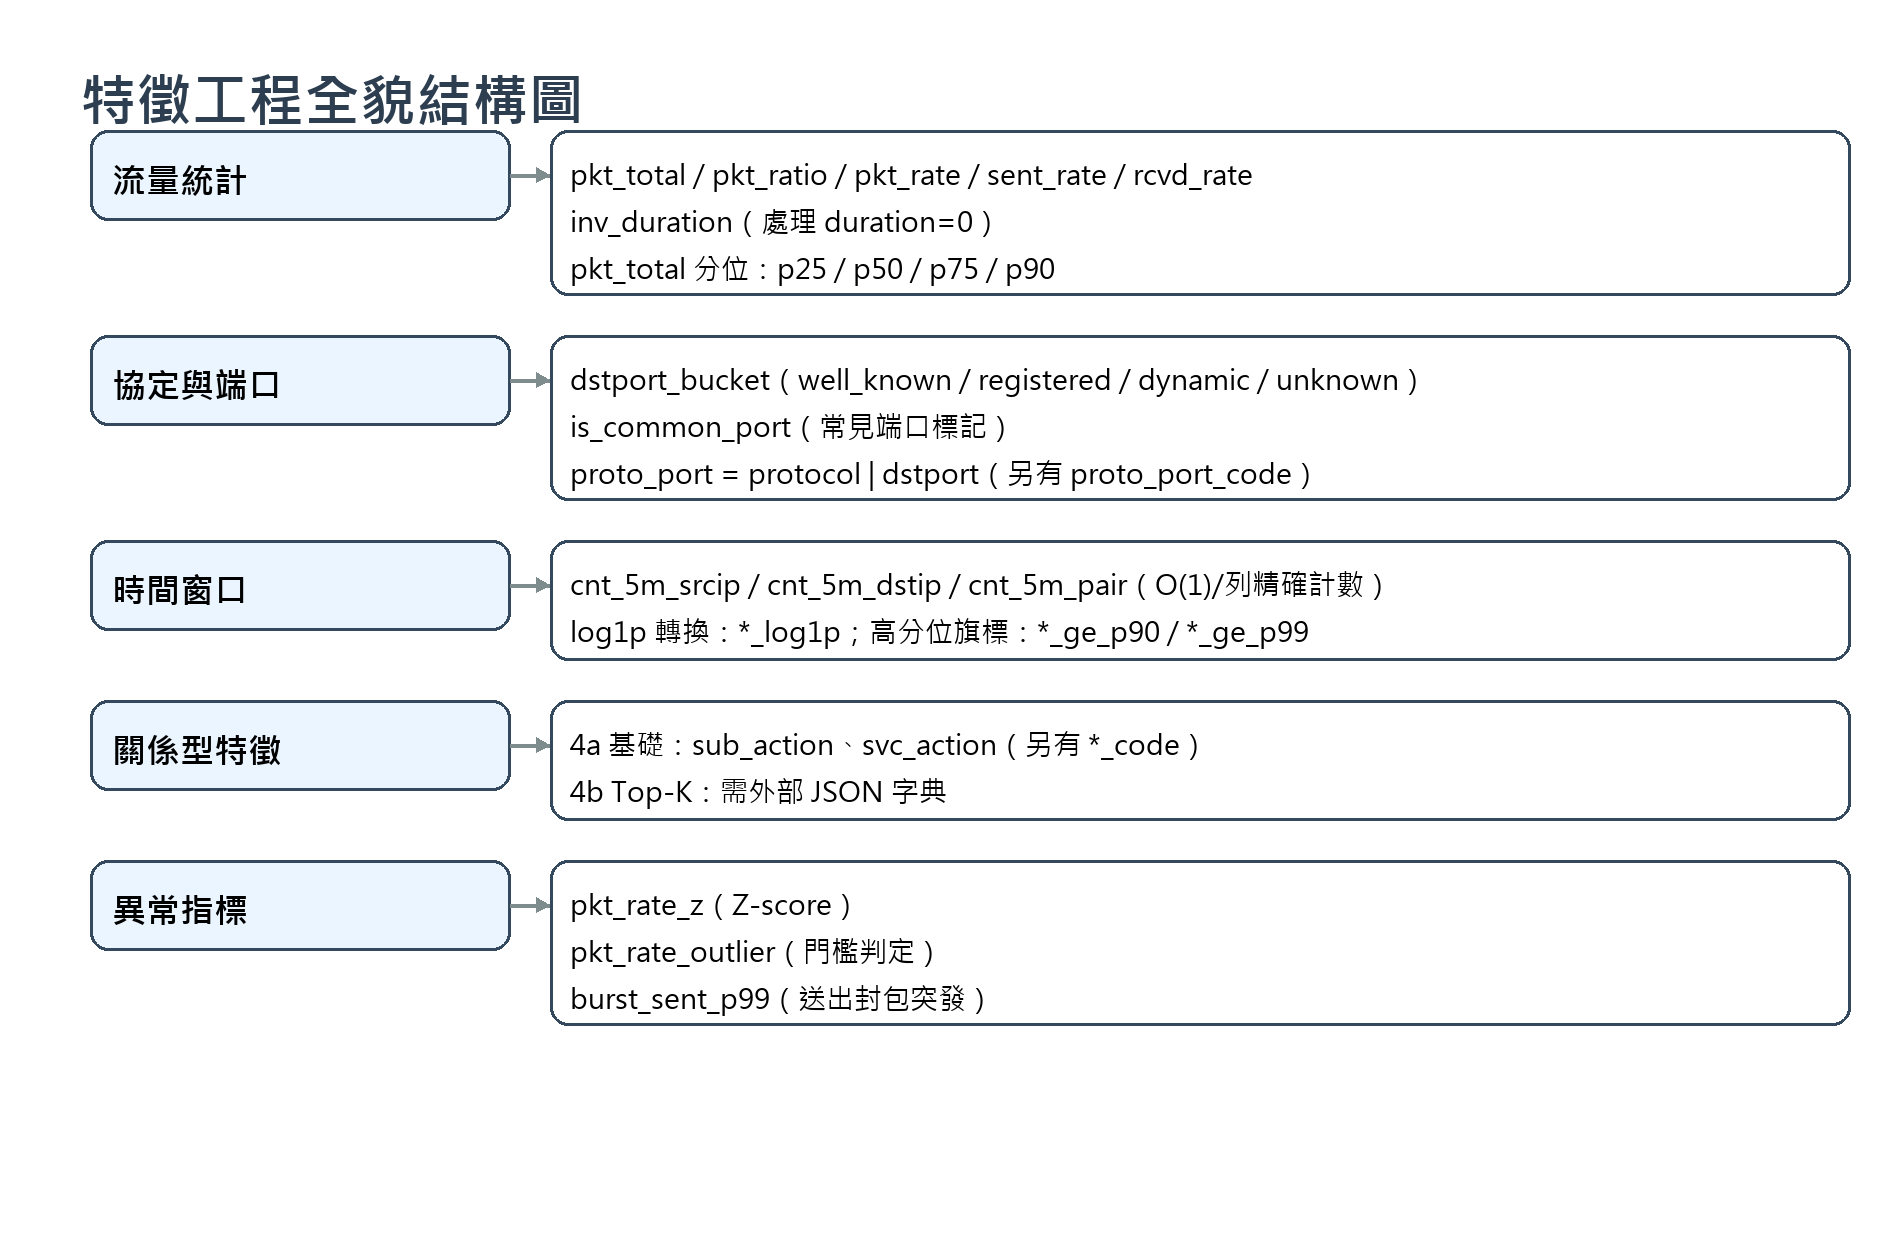 特徵工程全貌結構圖
流量統計
pkt_total / pkt_ratio / pkt_rate / sent_rate / rcvd_rate
inv_duration（處理 duration=0）
pkt_total 分位：p25 / p50 / p75 / p90
協定與端口
dstport_bucket（well_known / registered / dynamic / unknown）
is_common_port（常見端口標記）
proto_port = protocol | dstport（另有 proto_port_code）
時間窗口
cnt_5m_srcip / cnt_5m_dstip / cnt_5m_pair（O(1)/列精確計數）
log1p 轉換：*_log1p；高分位旗標：*_ge_p90 / *_ge_p99
關係型特徵
4a 基礎：sub_action、svc_action（另有 *_code）
4b Top-K：需外部 JSON 字典
異常指標
pkt_rate_z（Z-score）
pkt_rate_outlier（門檻判定）
burst_sent_p99（送出封包突發）